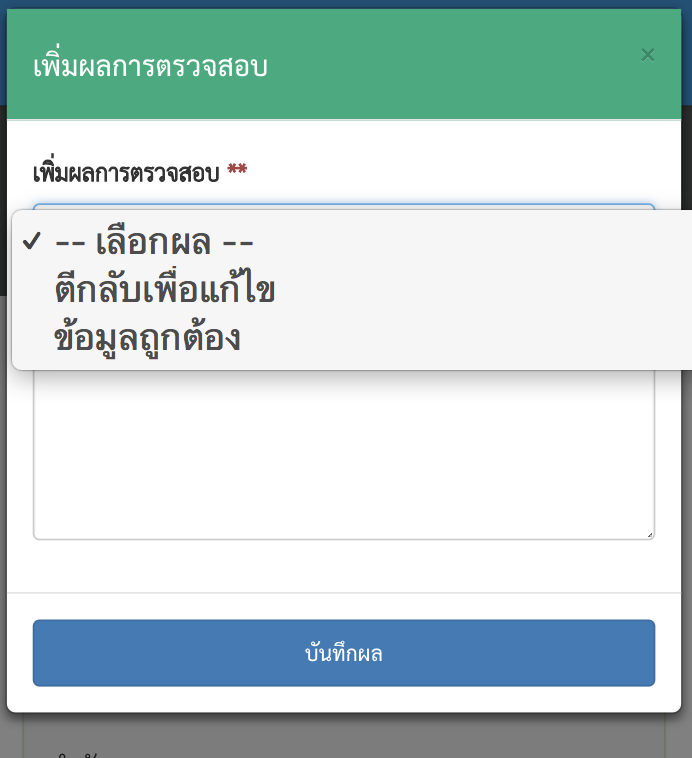 เพิ่มผลการตรวจสอบ
×
เพิ่มผลการตรวจสอบ **
✓ -- เลือกผล --
ตีกลับเพื่อแก้ไข
ข้อมูลถูกต้อง
บันทึกผล